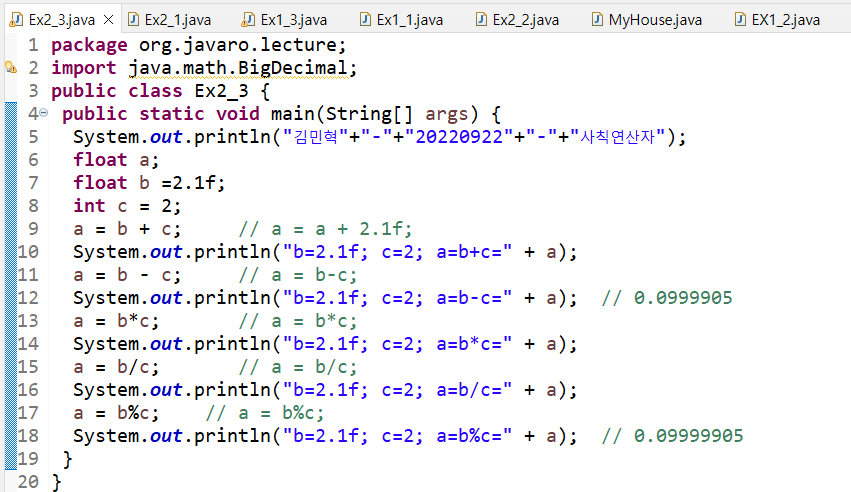 Ex2_3.java Ex2_1.java Ex1_3.java Ex1_1.java Ex2_2.java MyHouse.java EX1_2.java
1 package org.javaro.lecture;
2 import java.math.BigDecimal;
3 public class Ex2_3 {
4 public static void main(String[] args) {
5 System.out.println("김민혁"+"-"+"20220922"+"-"+"사칙연산자");
6 float a;
7 float b =2.1f;
8 int c = 2;
9 a = b + c; // a = a + 2.1f;
10 System.out.println("b=2.1f; c=2; a=b+c=" + a);
11 a = b - c; // a = b-c;
12 System.out.println("b=2.1f; c=2; a=b-c=" + a); // 0.0999905
13 a = b*c; // a = b*c;
14 System.out.println("b=2.1f; c=2; a=b*c=" + a);
15 a = b/c; // a = b/c;
16 System.out.println("b=2.1f; c=2; a=b/c=" + a);
17 a = b%c; // a = b%c;
18 System.out.println("b=2.1f; c=2; a=b%c=" + a); // 0.09999905
19 }
20 }